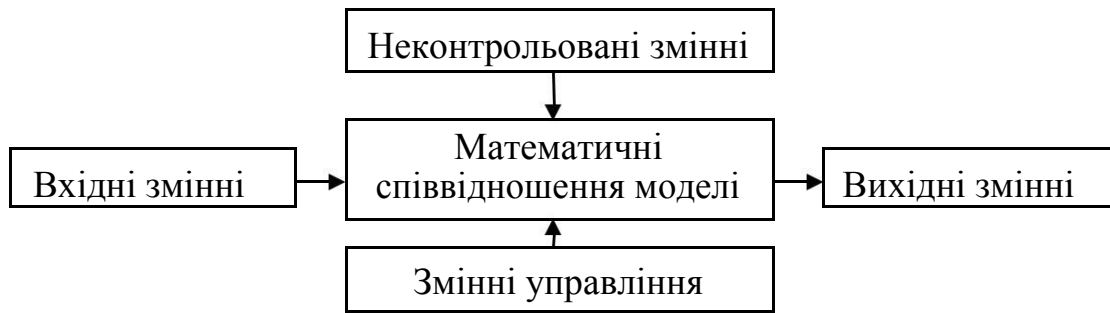 Неконтрольовані змінні
Математичні
співвідношення моделі
Вхідні змінні
Вихідні змінні
Змінні управління